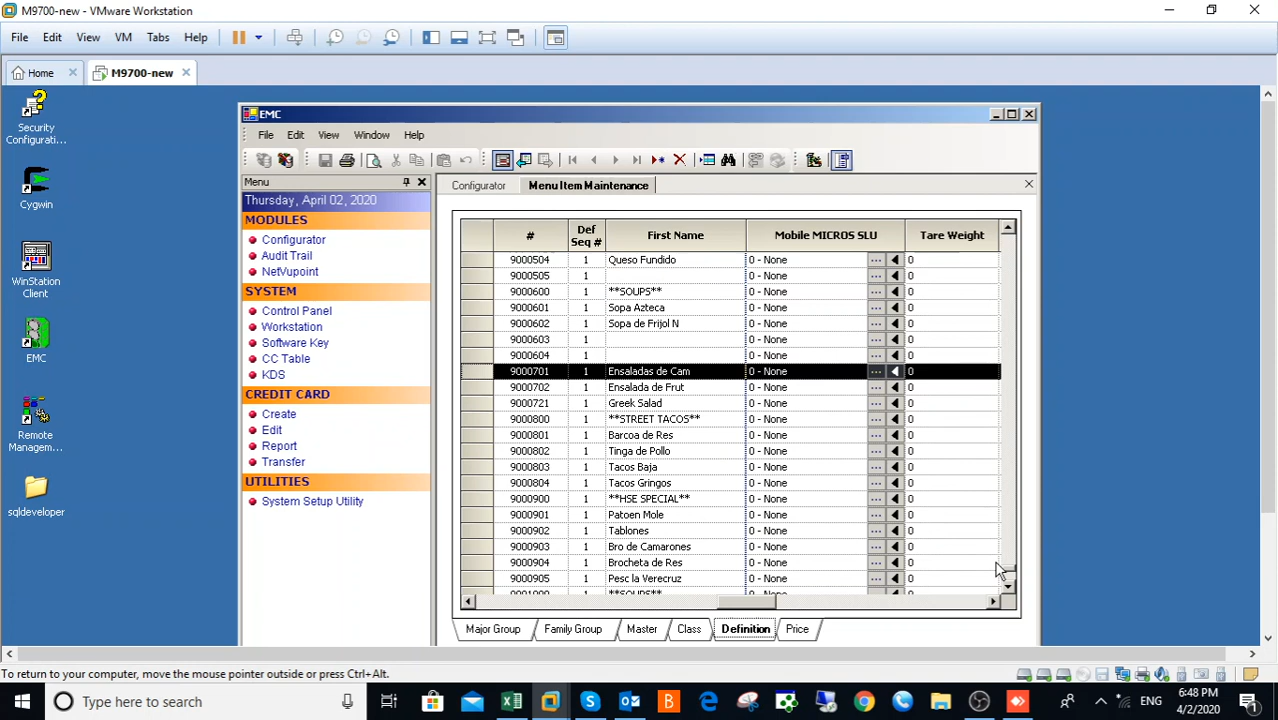 M9700-new - VMware Workstation
File Edit View VM Tabs Help
Home M9700-new
Security Configurati...
Cygwin
WinStation Client
EMC
Remote Managem...
sqldeveloper
EMC
File Edit View Window Help
Menu
Configurator Menu Item Maintenance
Thursday, April 02, 2020
MODULES
Configurator
Audit Trail
NetVupoint
SYSTEM
Control Panel
Workstation
Software Key
CC Table
KDS
CREDIT CARD
Create
Edit
Report
Transfer
UTILITIES
System Setup Utility
# Def Seq # First Name Mobile MICROS SLU Tare Weight
9000504 1 Queso Fundido 0 - None ... 0
9000505 1 0 - None ... 0
9000600 1 **SOUPS** 0 - None ... 0
9000601 1 Sopa Azteca 0 - None ... 0
9000602 1 Sopa de Frijol N 0 - None ... 0
9000603 1 0 - None ... 0
9000604 1 0 - None ... 0
9000701 1 Ensaladas de Cam 0 - None ... 0
9000702 1 Ensalada de Frut 0 - None ... 0
9000721 1 Greek Salad 0 - None ... 0
9000800 1 **STREET TACOS** 0 - None ... 0
9000801 1 Barcoa de Res 0 - None ... 0
9000802 1 Tinga de Pollo 0 - None ... 0
9000803 1 Tacos Baja 0 - None ... 0
9000804 1 Tacos Gringos 0 - None ... 0
9000900 1 **HSE SPECIAL** 0 - None ... 0
9000901 1 Patoen Mole 0 - None ... 0
9000902 1 Tablones 0 - None ... 0
9000903 1 Bro de Camarones 0 - None ... 0
9000904 1 Brocheta de Res 0 - None ... 0
9000905 1 Pesc la Verecruz 0 - None ... 0
Major Group Family Group Master Class Definition Price
To return to your computer, move the mouse pointer outside or press Ctrl+Alt.
Type here to search
ENG
6:48 PM
4/2/2020